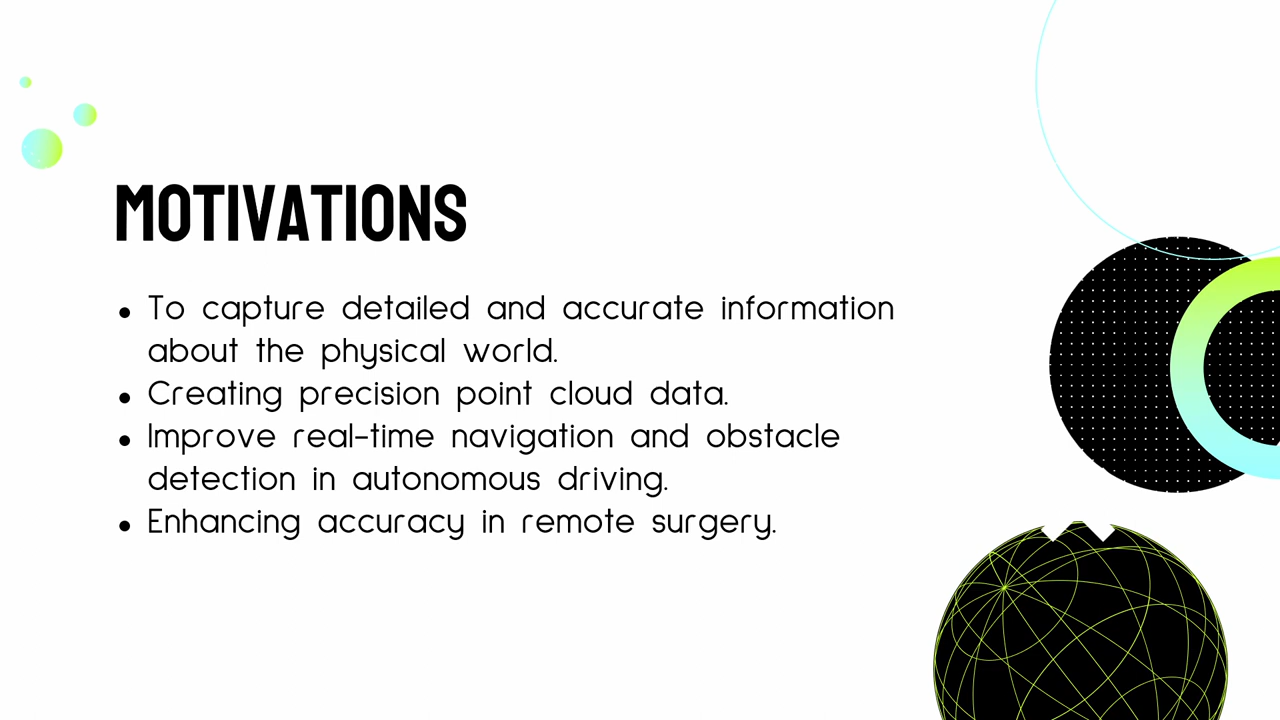 MOTIVATIONS
• To capture detailed and accurate information
about the physical world.
• Creating precision point cloud data.
• Improve real-time navigation and obstacle
detection in autonomous driving.
• Enhancing accuracy in remote surgery.